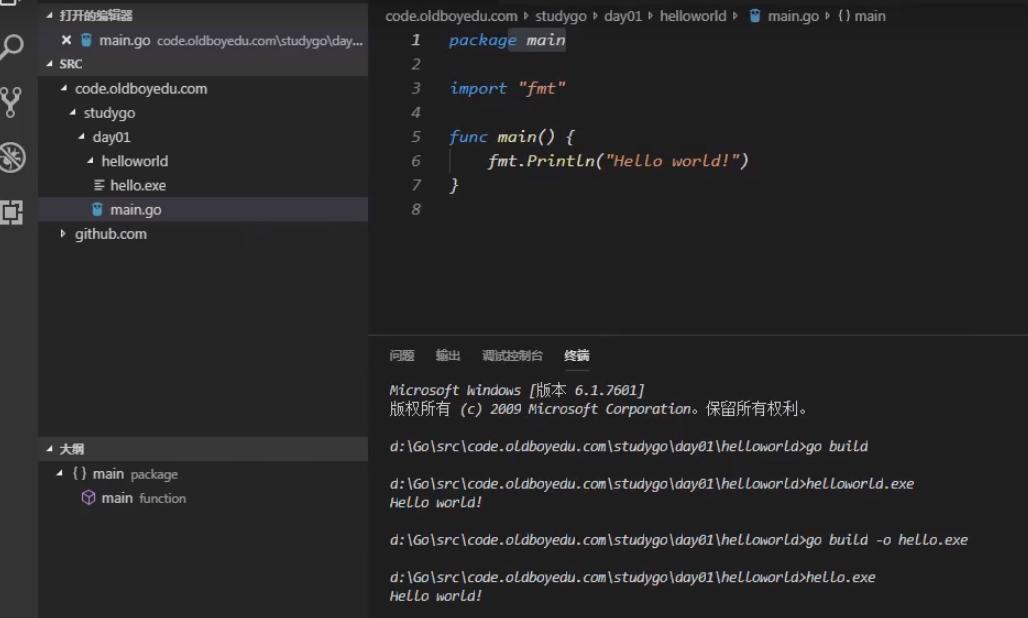 打开的编辑器
main.go code.oldboyedu.com\studygo\day...
SRC
code.oldboyedu.com
studygo
day01
helloworld
hello.exe
main.go
github.com
大纲
{} main package
main function
code.oldboyedu.com studygo day01 helloworld main.go {} main
1 package main
2
3 import "fmt"
4
5 func main() {
6 fmt.Println("Hello world!")
7 }
8
问题 输出 调试控制台 终端
Microsoft Windows [版本 6.1.7601]
版权所有 (c) 2009 Microsoft Corporation。保留所有权利。
d:\Go\src\code.oldboyedu.com\studygo\day01\helloworld>go build
d:\Go\src\code.oldboyedu.com\studygo\day01\helloworld>helloworld.exe
Hello world!
d:\Go\src\code.oldboyedu.com\studygo\day01\helloworld>go build -o hello.exe
d:\Go\src\code.oldboyedu.com\studygo\day01\helloworld>hello.exe
Hello world!